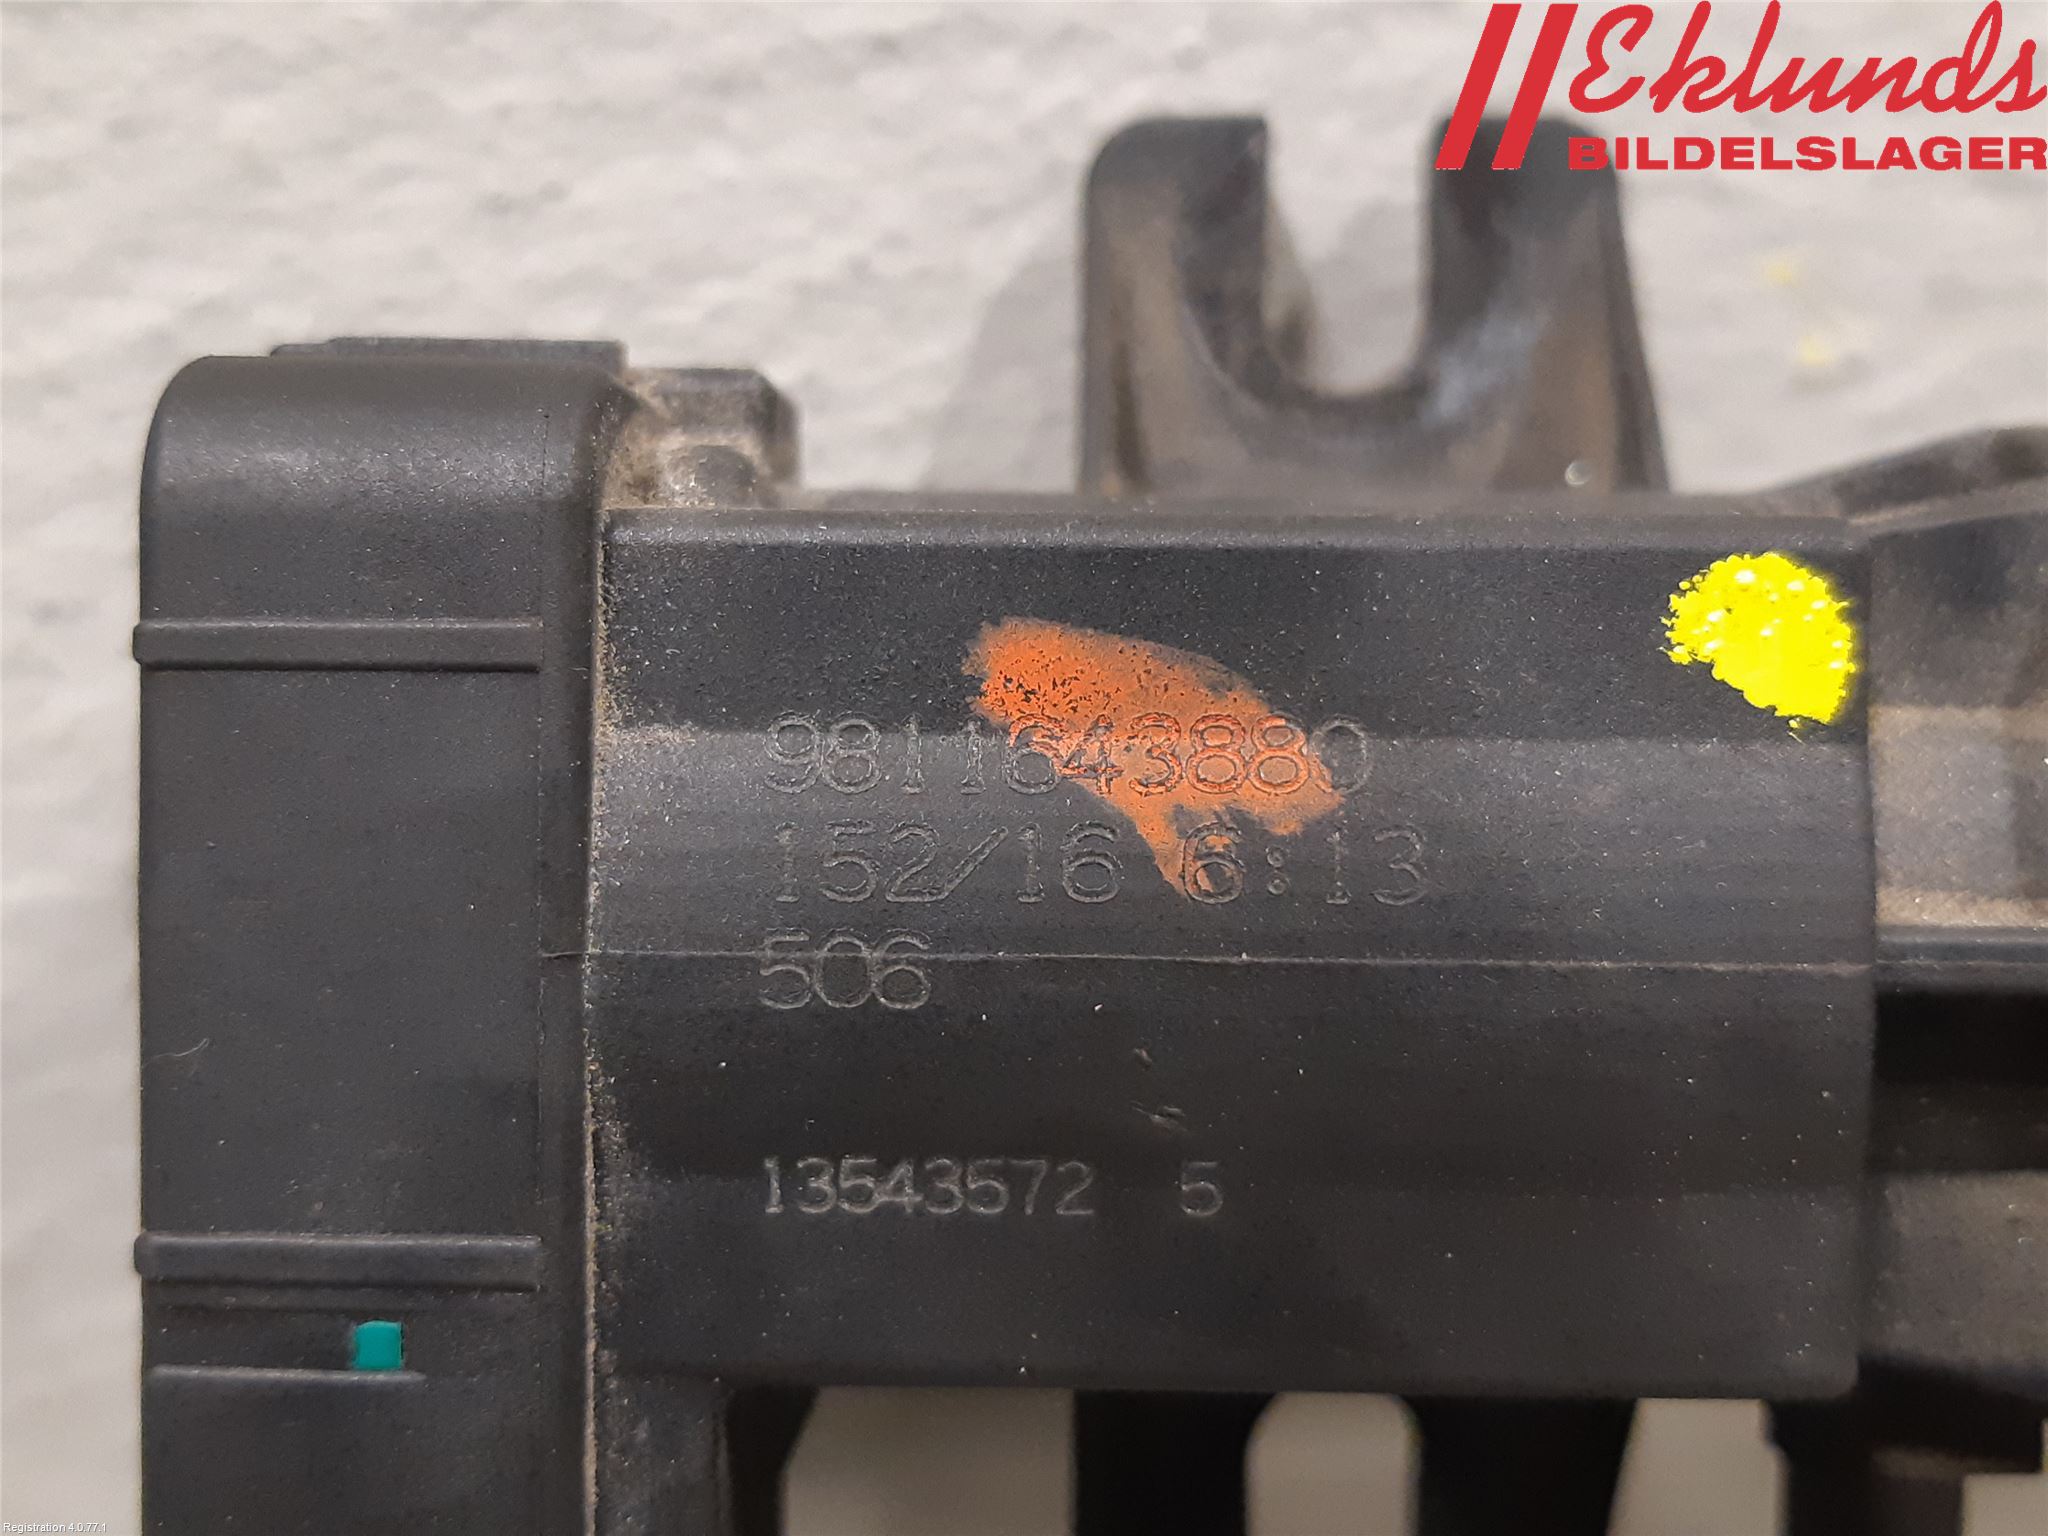 Eklunds
BILDELSLAGER
9811643880
152/16 6:13
506
13543572 5
Registration 4.0.77.1